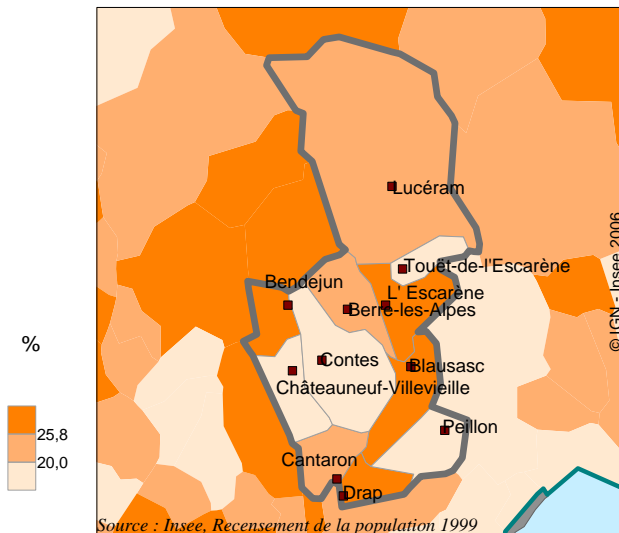 Lucéram
Touët-de-l'Escarène
Bendejun
L' Escarène
Berre-les-Alpes
© IGN - Insee 2006
%
Contes
Blausasc
Châteauneuf-Villevieille
25,8
Peillon
20,0
Cantaron
Drap
Source : Insee, Recensement de la population 1999